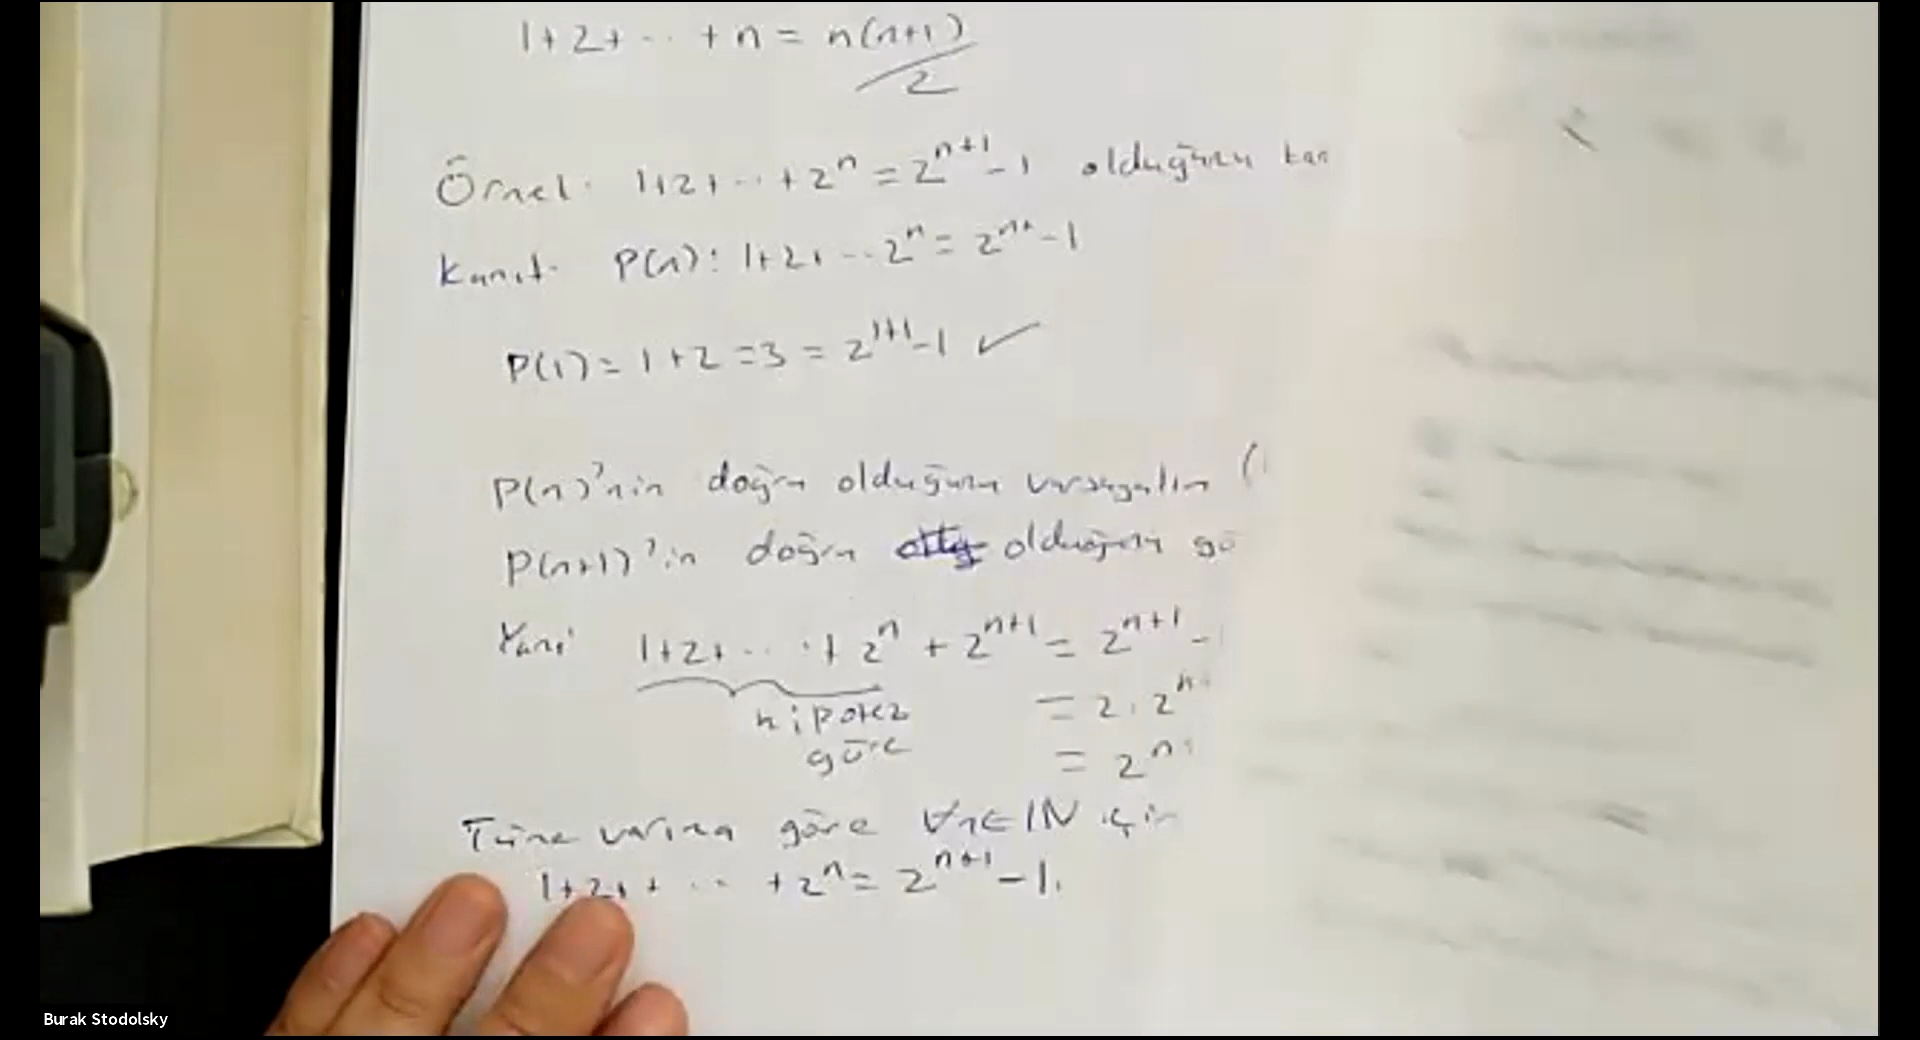 1+2+ ·· + n = n(n+1)/2
Örnek. 1+2+ ·· + 2^n = 2^{n+1} - 1 olduğunu
Kanıt. P(n): 1+2+ ·· 2^n = 2^{n+} - 1
P(1) = 1+2 = 3 = 2^{1+1} - 1 ✓
P(n)'nin doğru olduğunu varsayalım (
P(n+1)'in doğru olduğunu
Yani 1+2+ ·· + 2^n + 2^{n+1} = 2^{n+1} -
hipotez = 2 · 2^n
göre = 2^n
Tüme varıma göre ∀n∈ℕ için
1+2+ + ·· + 2^n = 2^{n+1} - 1.
Burak Stodolsky